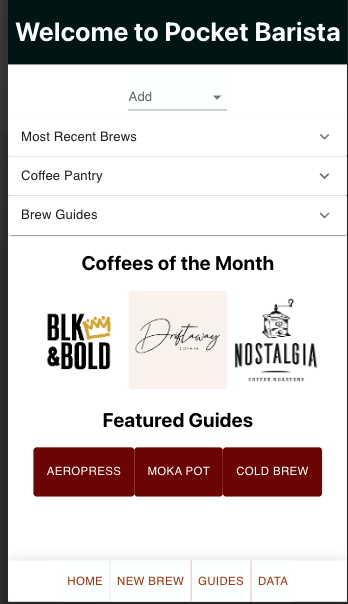 Welcome to Pocket Barista
Add
Most Recent Brews
Coffee Pantry
Brew Guides
Coffees of the Month
BLK
&BOLD
Driftaway
COFFEE
NOSTALGIA
COFFEE ROASTERS
Featured Guides
AEROPRESS MOKA POT COLD BREW
HOME NEW BREW GUIDES DATA